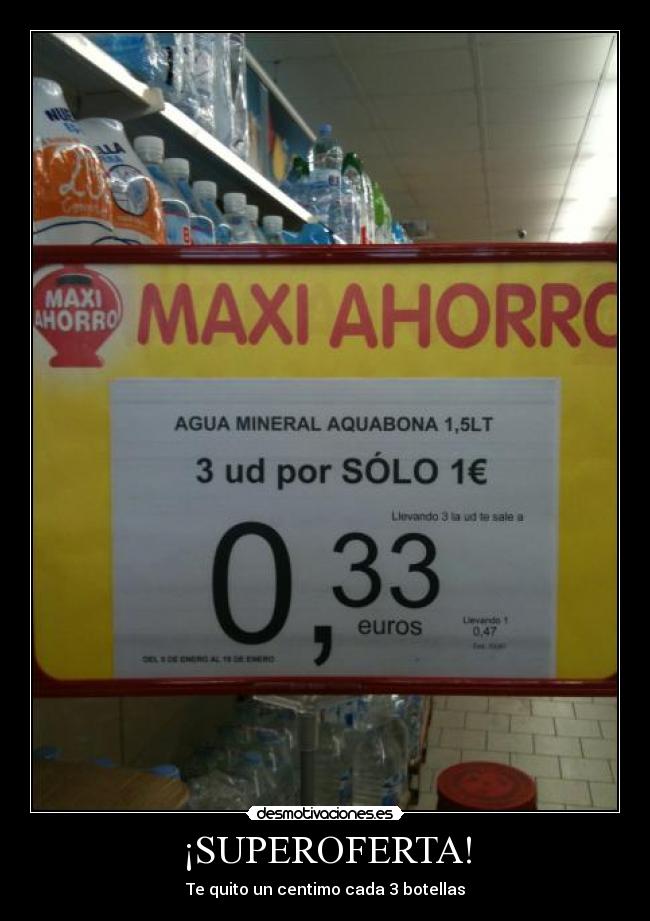 NUE
LLA
MAXI
AHORRO
MAXI AHORRO
AGUA MINERAL AQUABONA 1,5LT
3 ud por SÓLO 1€
Llevando 3 la ud te sale a
0,33
euros
Llevando 1
0,47
DEL 5 DE ENERO AL 18 DE ENERO
desmotivaciones.es
¡SUPEROFERTA!
Te quito un centimo cada 3 botellas